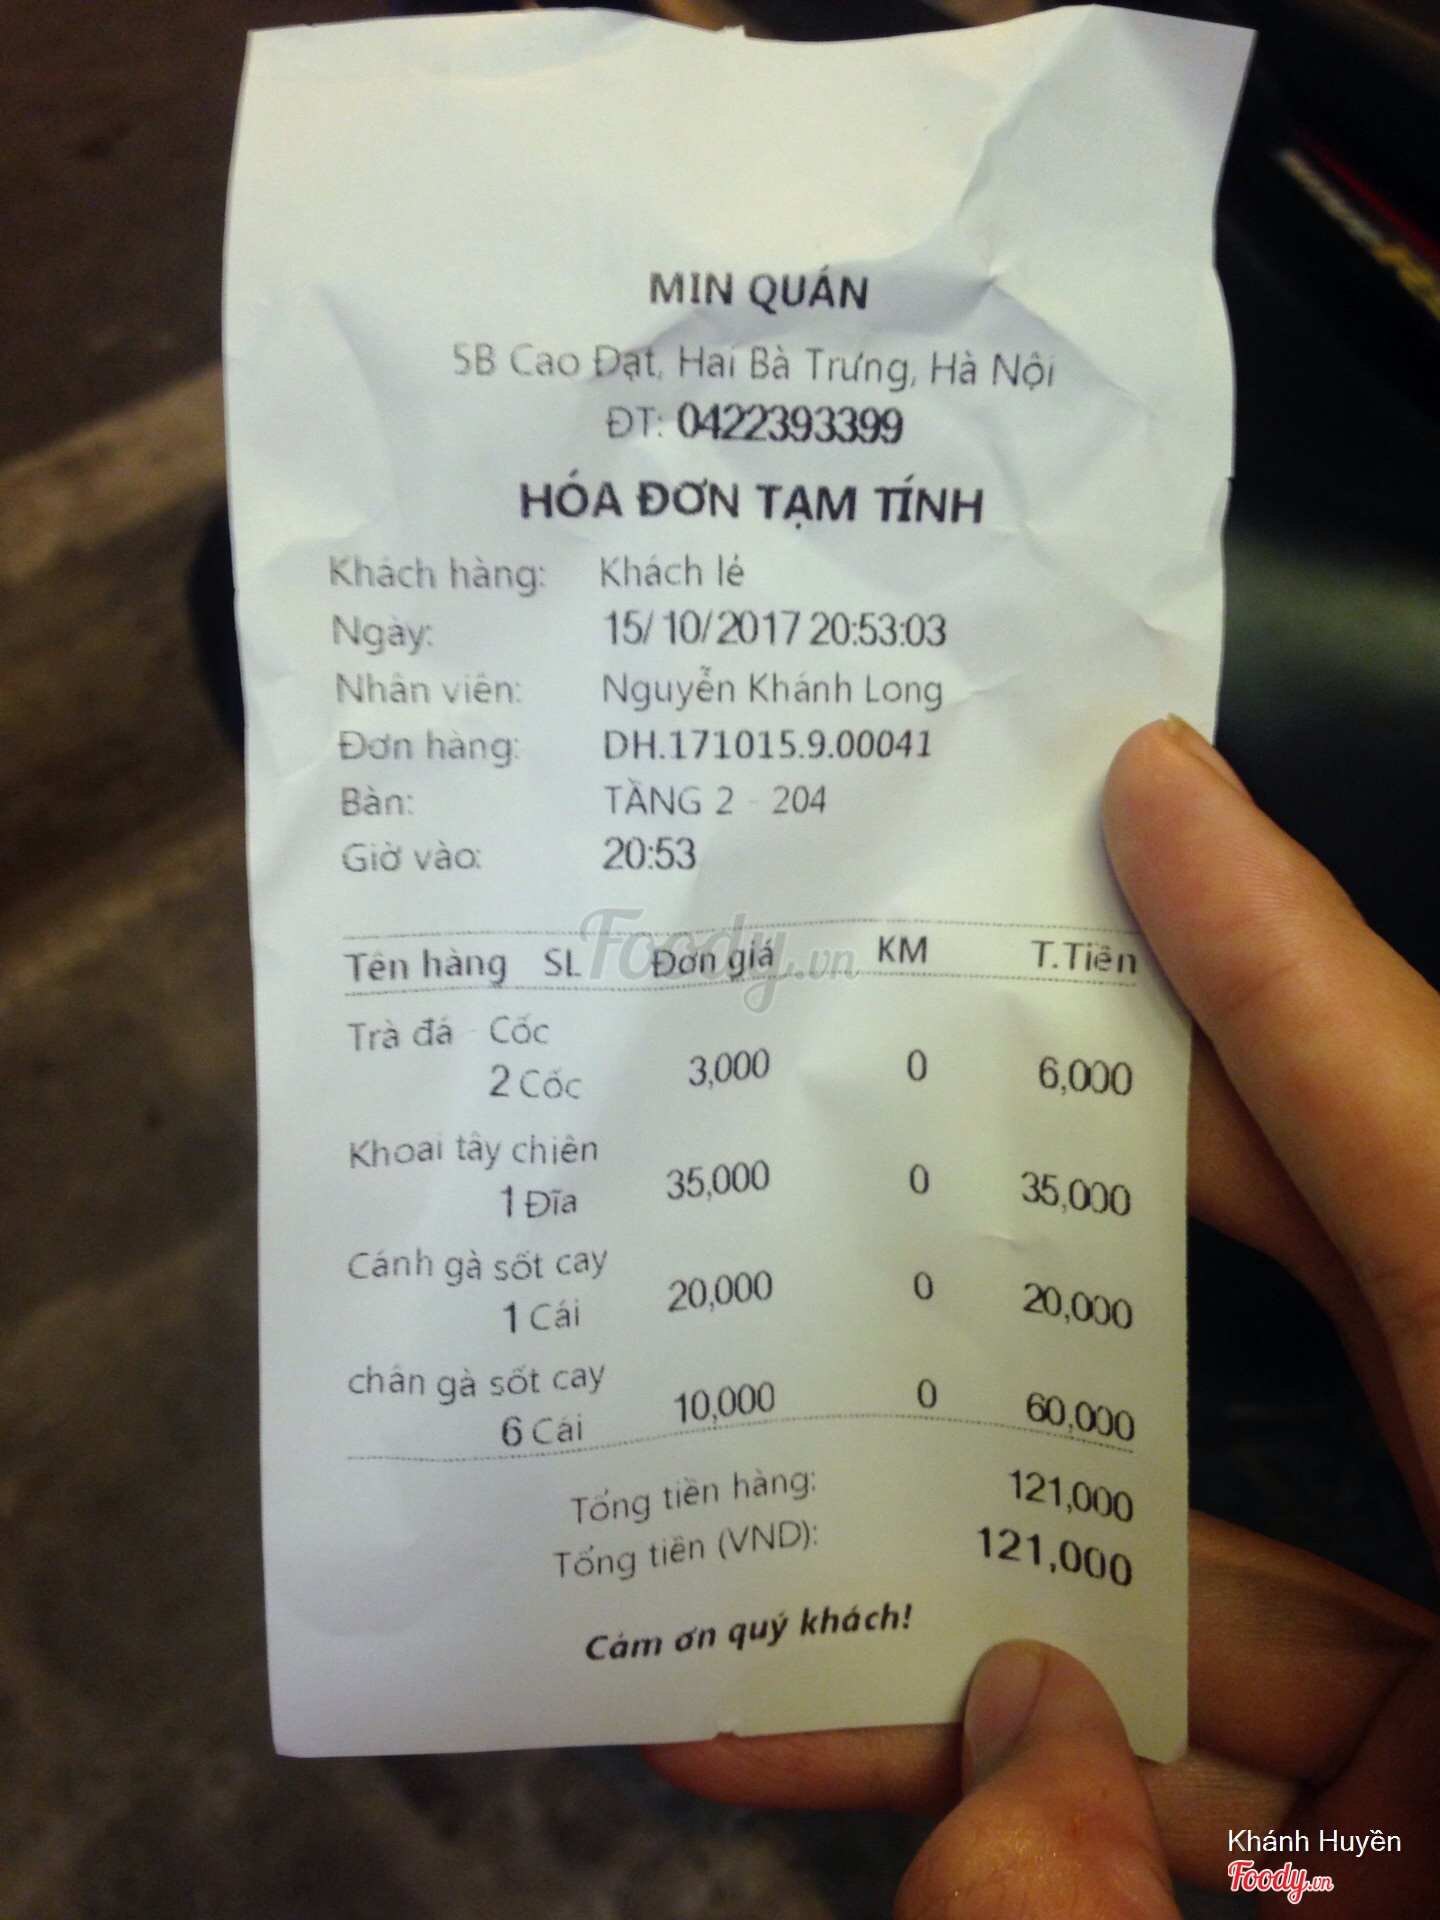 MIN QUÁN
5B Cao Đạt, Hai Bà Trưng, Hà Nội
ĐT: 0422393399
HÓA ĐƠN TẠM TÍNH
Khách hàng: Khách lẻ
Ngày: 15/10/2017 20:53:03
Nhân viên: Nguyễn Khánh Long
Đơn hàng: DH.171015.9.00041
Bàn: TẦNG 2 - 204
Giờ vào: 20:53
Tên hàng SL Đơn giá KM T.Tiền
Trà đá - Cốc
2 Cốc 3,000 0 6,000
Khoai tây chiên
1 Đĩa 35,000 0 35,000
Cánh gà sốt cay
1 Cái 20,000 0 20,000
chân gà sốt cay
6 Cái 10,000 0 60,000
Tổng tiền hàng: 121,000
Tổng tiền (VND): 121,000
Cảm ơn quý khách!
Foody.vn
Khánh Huyền
Foody.vn